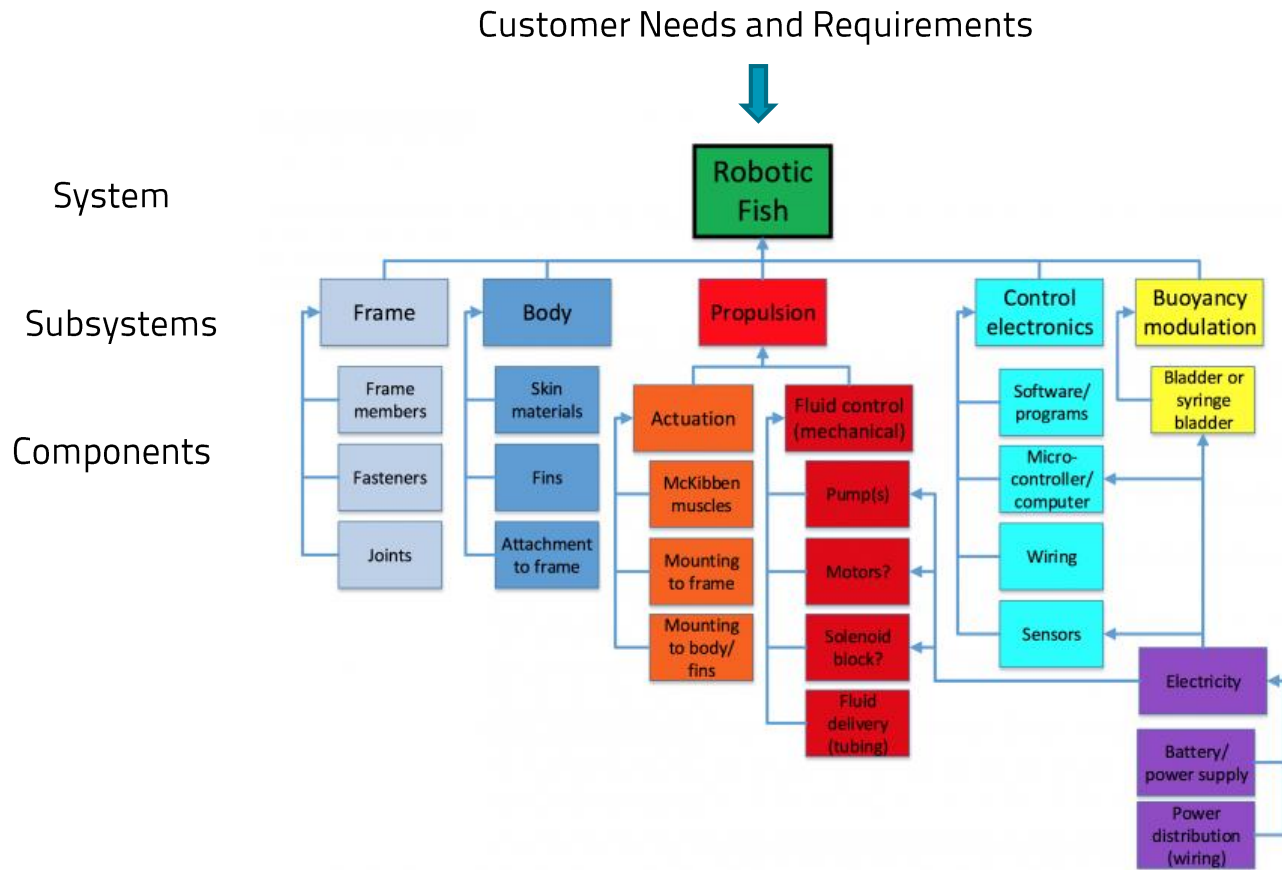 Customer Needs and Requirements
System
Robotic
Fish
Subsystems
Frame
Body
Propulsion
Control
electronics
Buoyancy
modulation
Components
Frame
members
Fasteners
Joints
Skin
materials
Fins
Attachment
to frame
Actuation
McKibben
muscles
Mounting
to frame
Mounting
to body/
fins
Fluid control
(mechanical)
Pump(s)
Motors?
Solenoid
block?
Fluid
delivery
(tubing)
Software/
programs
Micro-
controller/
computer
Wiring
Sensors
Bladder or
syringe
bladder
Electricity
Battery/
power supply
Power
distribution
(wiring)